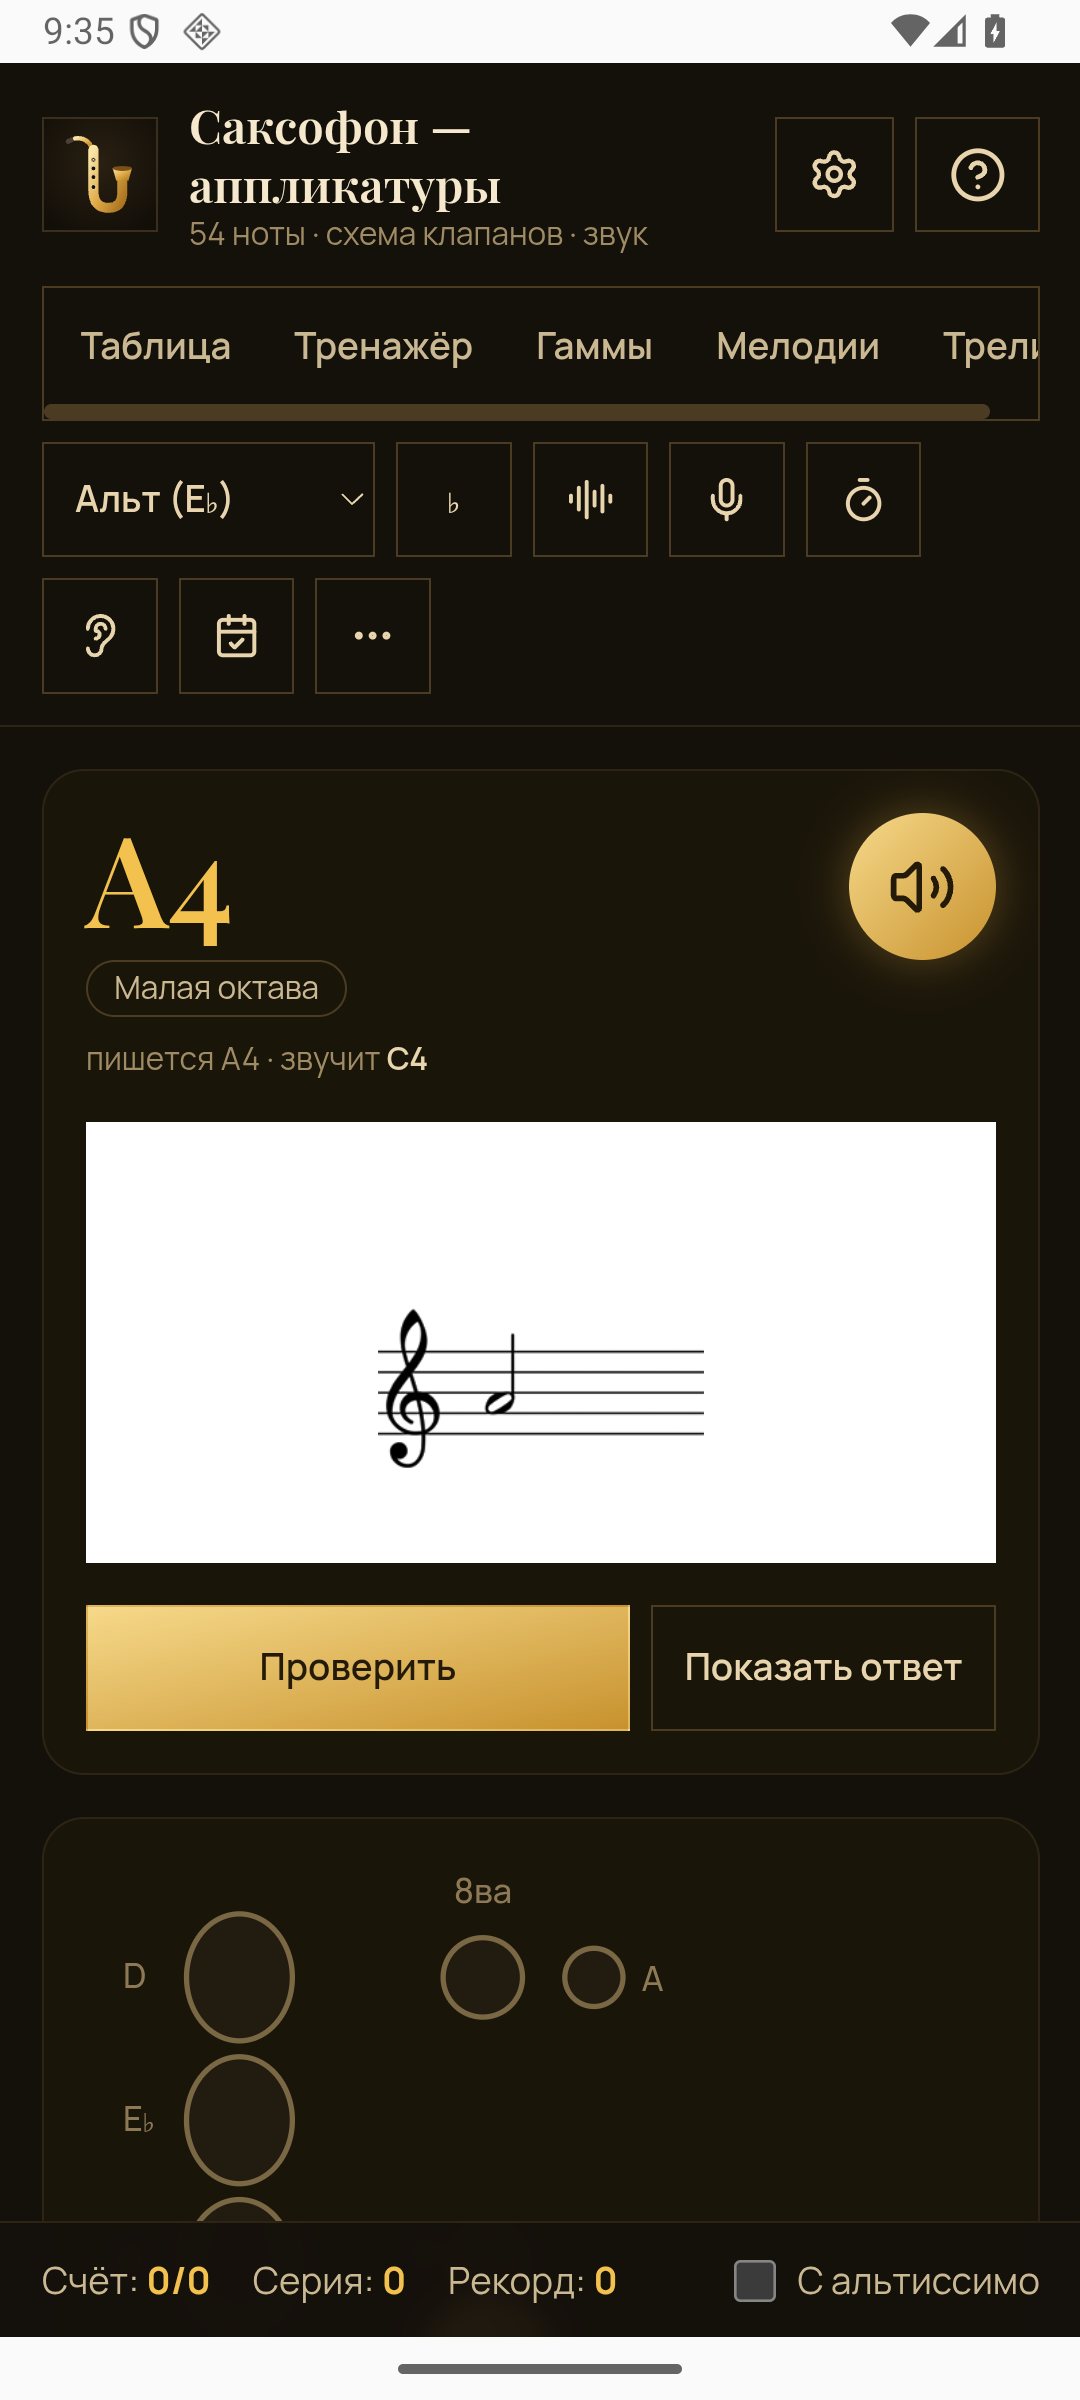 9:35
Саксофон —
аппликатуры
54 ноты · схема клапанов · звук
Таблица Тренажёр Гаммы Мелодии Трели
Альт (E♭) ♭
A4
Малая октава
пишется A4 · звучит C4
Проверить Показать ответ
8ва
D A
E♭
Счёт: 0/0 Серия: 0 Рекорд: 0 С альтиссимо